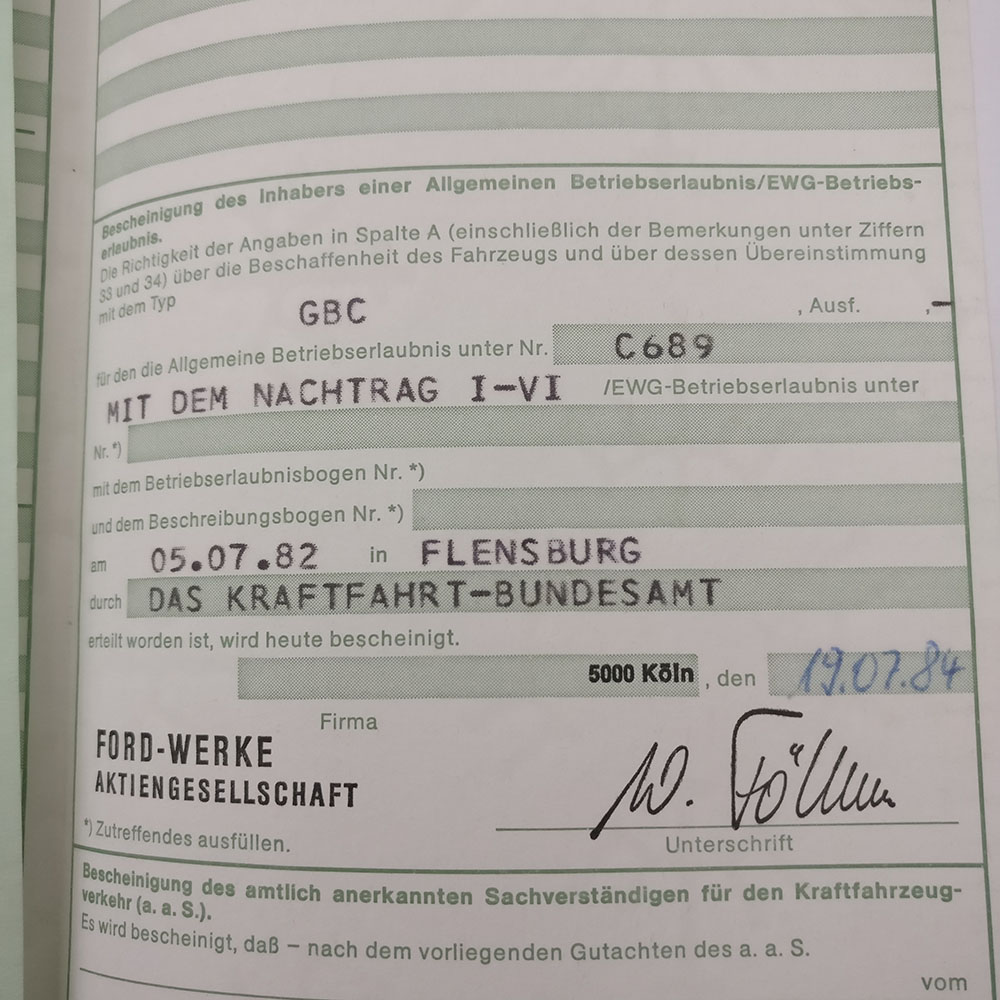 Bescheinigung des Inhabers einer Allgemeinen Betriebserlaubnis/EWG-Betriebs-
erlaubnis.
Die Richtigkeit der Angaben in Spalte A (einschließlich der Bemerkungen unter Ziffern
33 und 34) über die Beschaffenheit des Fahrzeugs und über dessen Übereinstimmung
mit dem Typ GBC , Ausf. ,–
für den die Allgemeine Betriebserlaubnis unter Nr. C689
MIT DEM NACHTRAG I–VI /EWG-Betriebserlaubnis unter
Nr. *)
mit dem Betriebserlaubnisbogen Nr. *)
und dem Beschreibungsbogen Nr. *)
am 05.07.82 in FLENSBURG
durch DAS KRAFTFAHRT-BUNDESAMT
erteilt worden ist, wird heute bescheinigt.
5000 Köln , den 19.07.84
Firma
FORD-WERKE
AKTIENGESELLSCHAFT
W.
*) Zutreffendes ausfüllen.
Unterschrift
Bescheinigung des amtlich anerkannten Sachverständigen für den Kraftfahrzeug-
verkehr (a. a. S.).
Es wird bescheinigt, daß – nach dem vorliegenden Gutachten des a. a. S.
vom